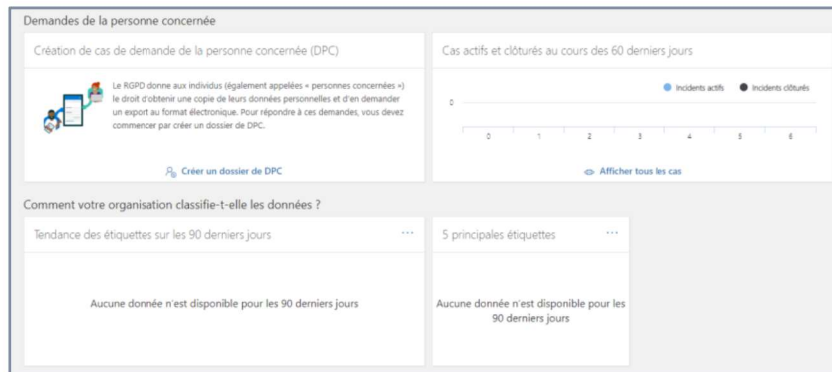 Demandes de la personne concernée
Création de cas de demande de la personne concernée (DPC)
Le RGPD donne aux individus (également appelées « personnes concernées »)
le droit d'obtenir une copie de leurs données personnelles et d'en demander
un export au format électronique. Pour répondre à ces demandes, vous devez
commencer par créer un dossier de DPC.
Créer un dossier de DPC
Cas actifs et clôturés au cours des 60 derniers jours
Incidents actifs
Incidents clôturés
0
0 1 2 3 4 5 6
Afficher tous les cas
Comment votre organisation classifie-t-elle les données ?
Tendance des étiquettes sur les 90 derniers jours
Aucune donnée n'est disponible pour les 90 derniers jours
5 principales étiquettes
Aucune donnée n'est disponible pour les
90 derniers jours